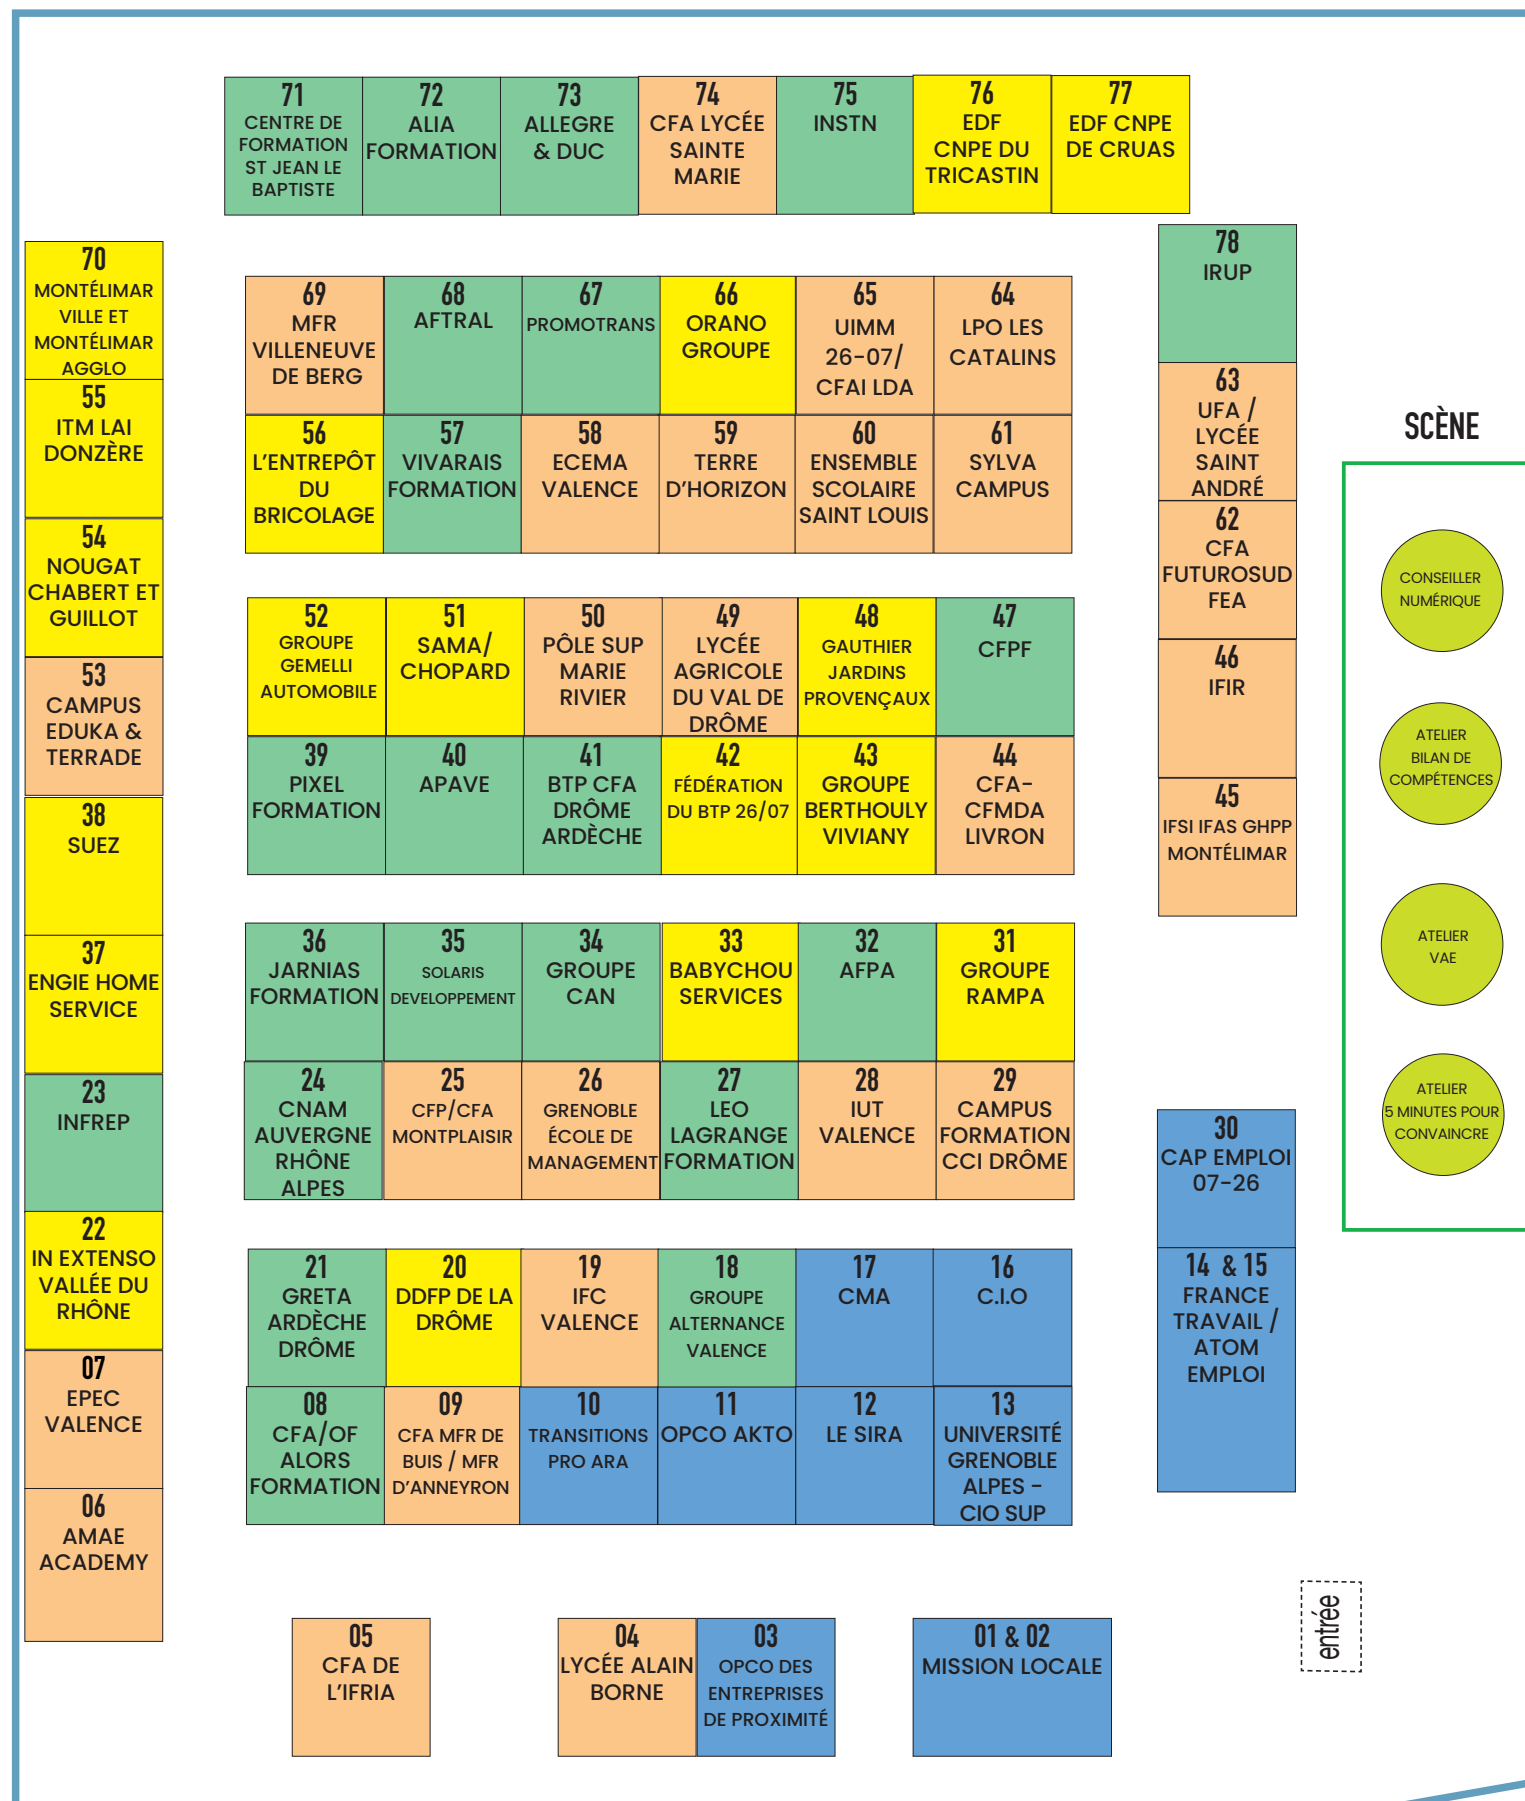 71
CENTRE DE
FORMATION
ST JEAN LE
BAPTISTE
72
ALIA
FORMATION
73
ALLEGRE
& DUC
74
CFA LYCÉE
SAINTE
MARIE
75
INSTN
76
EDF
CNPE DU
TRICASTIN
77
EDF CNPE
DE CRUAS
70
MONTÉLIMAR
VILLE ET
MONTÉLIMAR
AGGLO
69
MFR
VILLENEUVE
DE BERG
68
AFTRAL
67
PROMOTRANS
66
ORANO
GROUPE
65
UIMM
26-07/
CFAI LDA
64
LPO LES
CATALINS
78
IRUP
55
ITM LAI
DONZÈRE
56
L'ENTREPÔT
DU
BRICOLAGE
57
VIVARAIS
FORMATION
58
ECEMA
VALENCE
59
TERRE
D'HORIZON
60
ENSEMBLE
SCOLAIRE
SAINT LOUIS
61
SYLVA
CAMPUS
63
UFA /
LYCÉE
SAINT
ANDRÉ
SCÈNE
54
NOUGAT
CHABERT ET
GUILLOT
62
CFA
FUTUROSUD
FEA
CONSEILLER
NUMÉRIQUE
53
CAMPUS
EDUKA &
TERRADE
52
GROUPE
GEMELLI
AUTOMOBILE
51
SAMA/
CHOPARD
50
PÔLE SUP
MARIE
RIVIER
49
LYCÉE
AGRICOLE
DU VAL DE
DRÔME
48
GAUTHIER
JARDINS
PROVENÇAUX
47
CFPF
46
IFIR
ATELIER
BILAN DE
COMPÉTENCES
38
SUEZ
39
PIXEL
FORMATION
40
APAVE
41
BTP CFA
DRÔME
ARDÈCHE
42
FÉDÉRATION
DU BTP 26/07
43
GROUPE
BERTHOULY
VIVIANY
44
CFA-
CFMDA
LIVRON
45
IFSI IFAS GHPP
MONTÉLIMAR
37
ENGIE HOME
SERVICE
36
JARNIAS
FORMATION
35
SOLARIS
DEVELOPPEMENT
34
GROUPE
CAN
33
BABYCHOU
SERVICES
32
AFPA
31
GROUPE
RAMPA
ATELIER
VAE
23
INFREP
24
CNAM
AUVERGNE
RHÔNE
ALPES
25
CFP/CFA
MONTPLAISIR
26
GRENOBLE
ÉCOLE DE
MANAGEMENT
27
LEO
LAGRANGE
FORMATION
28
IUT
VALENCE
29
CAMPUS
FORMATION
CCI DRÔME
30
CAP EMPLOI
07-26
ATELIER
5 MINUTES POUR
CONVAINCRE
22
IN EXTENSO
VALLÉE DU
RHÔNE
21
GRETA
ARDÈCHE
DRÔME
20
DDFP DE LA
DRÔME
19
IFC
VALENCE
18
GROUPE
ALTERNANCE
VALENCE
17
CMA
16
C.I.O
14 & 15
FRANCE
TRAVAIL /
ATOM
EMPLOI
07
EPEC
VALENCE
08
CFA/OF
ALORS
FORMATION
09
CFA MFR DE
BUIS / MFR
D'ANNEYRON
10
TRANSITIONS
PRO ARA
11
OPCO AKTO
12
LE SIRA
13
UNIVERSITÉ
GRENOBLE
ALPES -
CIO SUP
06
AMAE
ACADEMY
05
CFA DE
L'IFRIA
04
LYCÉE ALAIN
BORNE
03
OPCO DES
ENTREPRISES
DE PROXIMITÉ
01 & 02
MISSION LOCALE
entrée